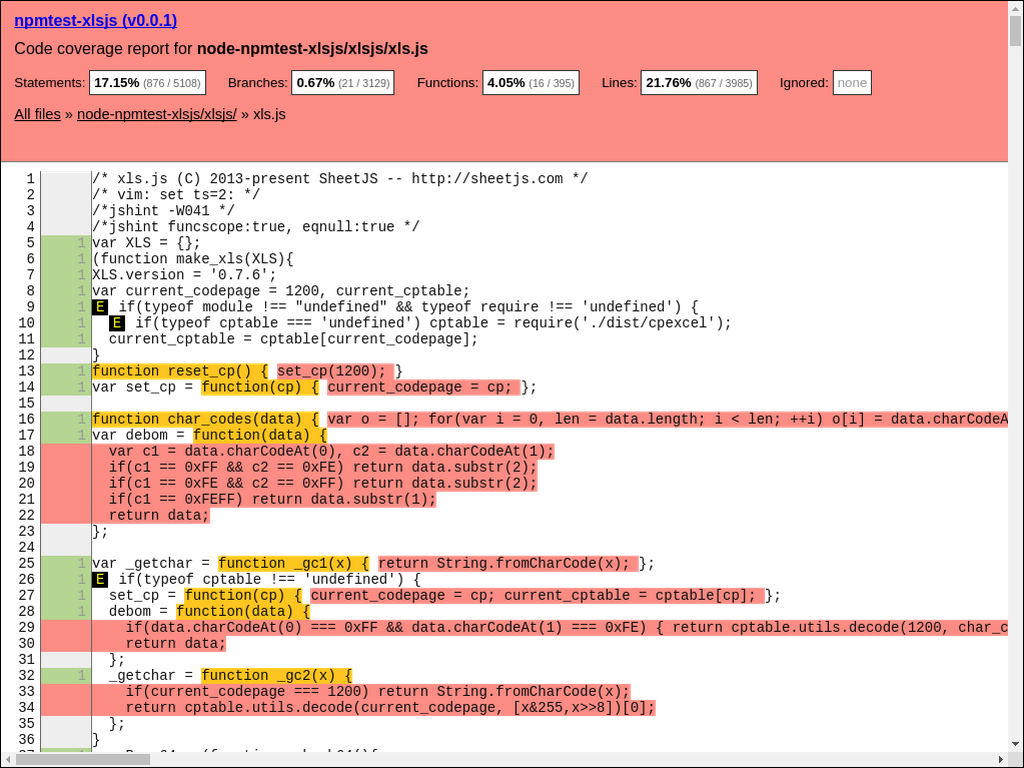 npmtest-xlsjs (v0.0.1)
Code coverage report for node-npmtest-xlsjs/xlsjs/xls.js
Statements: 17.15% (876 / 5108) Branches: 0.67% (21 / 3129) Functions: 4.05% (16 / 395) Lines: 21.76% (867 / 3985) Ignored: none
All files » node-npmtest-xlsjs/xlsjs/ » xls.js
1 /* xls.js (C) 2013-present SheetJS -- http://sheetjs.com */
2 /* vim: set ts=2: */
3 /*jshint -W041 */
4 /*jshint funcscope:true, eqnull:true */
5 1 var XLS = {};
6 1 (function make_xls(XLS){
7 1 XLS.version = '0.7.6';
8 1 var current_codepage = 1200, current_cptable;
9 1 E if(typeof module !== "undefined" && typeof require !== 'undefined') {
10 1 E if(typeof cptable === 'undefined') cptable = require('./dist/cpexcel');
11 1 current_cptable = cptable[current_codepage];
12 }
13 1 function reset_cp() { set_cp(1200); }
14 1 var set_cp = function(cp) { current_codepage = cp; };
15
16 1 function char_codes(data) { var o = []; for(var i = 0, len = data.length; i < len; ++i) o[i] = data.charCodeA
17 1 var debom = function(data) {
18 var c1 = data.charCodeAt(0), c2 = data.charCodeAt(1);
19 if(c1 == 0xFF && c2 == 0xFE) return data.substr(2);
20 if(c1 == 0xFE && c2 == 0xFF) return data.substr(2);
21 if(c1 == 0xFEFF) return data.substr(1);
22 return data;
23 };
24
25 1 var _getchar = function _gc1(x) { return String.fromCharCode(x); };
26 1 E if(typeof cptable !== 'undefined') {
27 1 set_cp = function(cp) { current_codepage = cp; current_cptable = cptable[cp]; };
28 1 debom = function(data) {
29 if(data.charCodeAt(0) === 0xFF && data.charCodeAt(1) === 0xFE) { return cptable.utils.decode(1200, char_c
30 return data;
31 };
32 1 _getchar = function _gc2(x) {
33 if(current_codepage === 1200) return String.fromCharCode(x);
34 return cptable.utils.decode(current_codepage, [x&255,x>>8])[0];
35 };
36 }